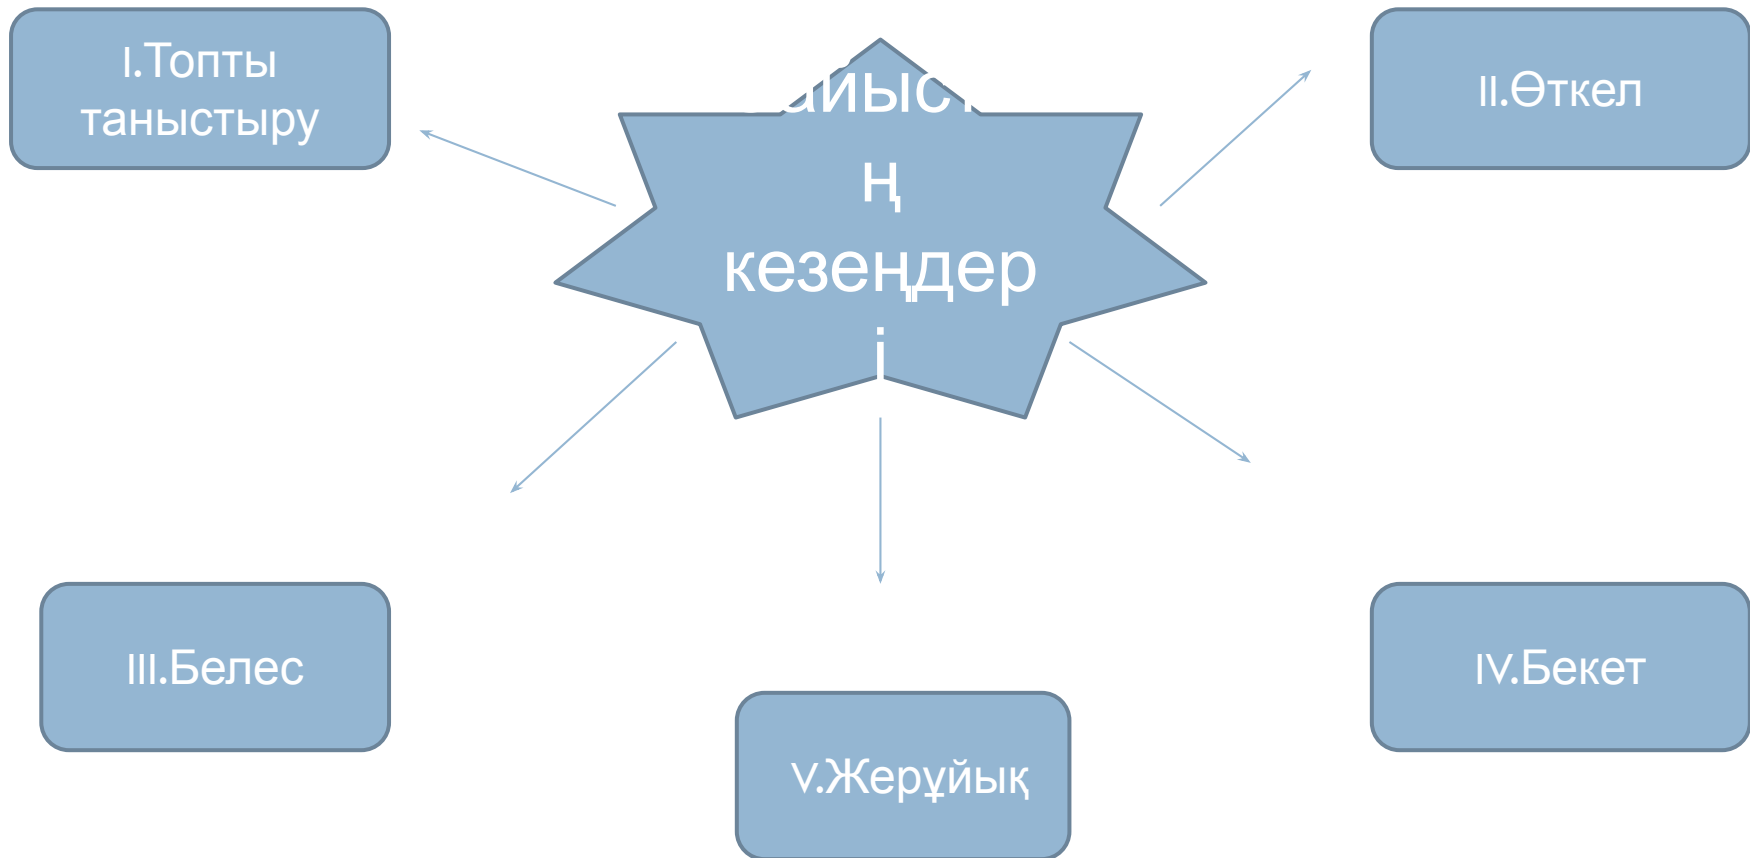 I.Топты
таныстыру
II.Өткел
ң
кезеңдер
і
III.Белес
IV.Бекет
V.Жерұйық